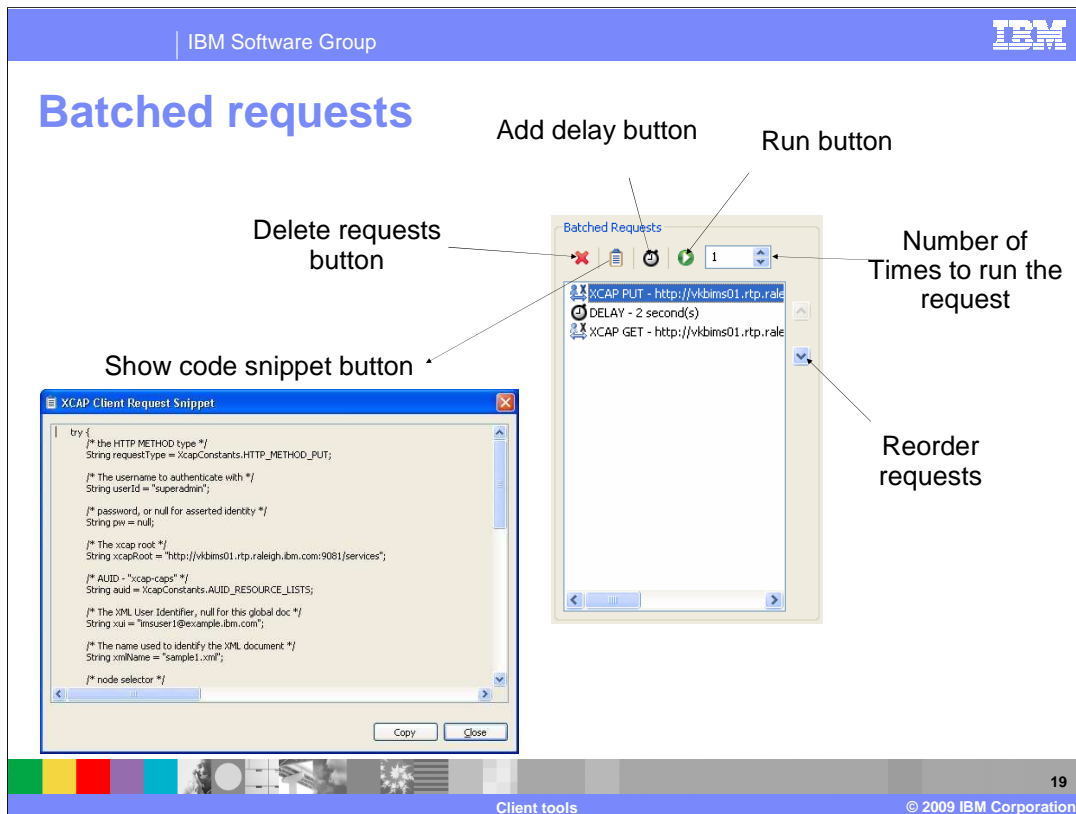 IBM Software Group
IBM
Batched requests
Add delay button
Run button
Delete requests
button
Number of
Times to run the
request
Show code snippet button
Reorder
requests
Batched Requests
1
XCAP PUT - http://vkbims01.rtp.rale
DELAY - 2 second(s)
XCAP GET - http://vkbims01.rtp.rale
XCAP Client Request Snippet
try {
/* the HTTP METHOD type */
String requestType = XcapConstants.HTTP_METHOD_PUT;
/* The username to authenticate with */
String userId = "superadmin";
/* password, or null for asserted identity */
String pw = null;
/* The xcap root */
String xcapRoot = "http://vkbims01.rtp.raleigh.ibm.com:9081/services";
/* AUID - "xcap-caps" */
String auid = XcapConstants.AUID_RESOURCE_LISTS;
/* The XML User Identifier, null for this global doc */
String xui = "imsuser1@example.ibm.com";
/* The name used to identify the XML document */
String xmlName = "sample1.xml";
/* node selector */
Copy
Close
19
Client tools
© 2009 IBM Corporation